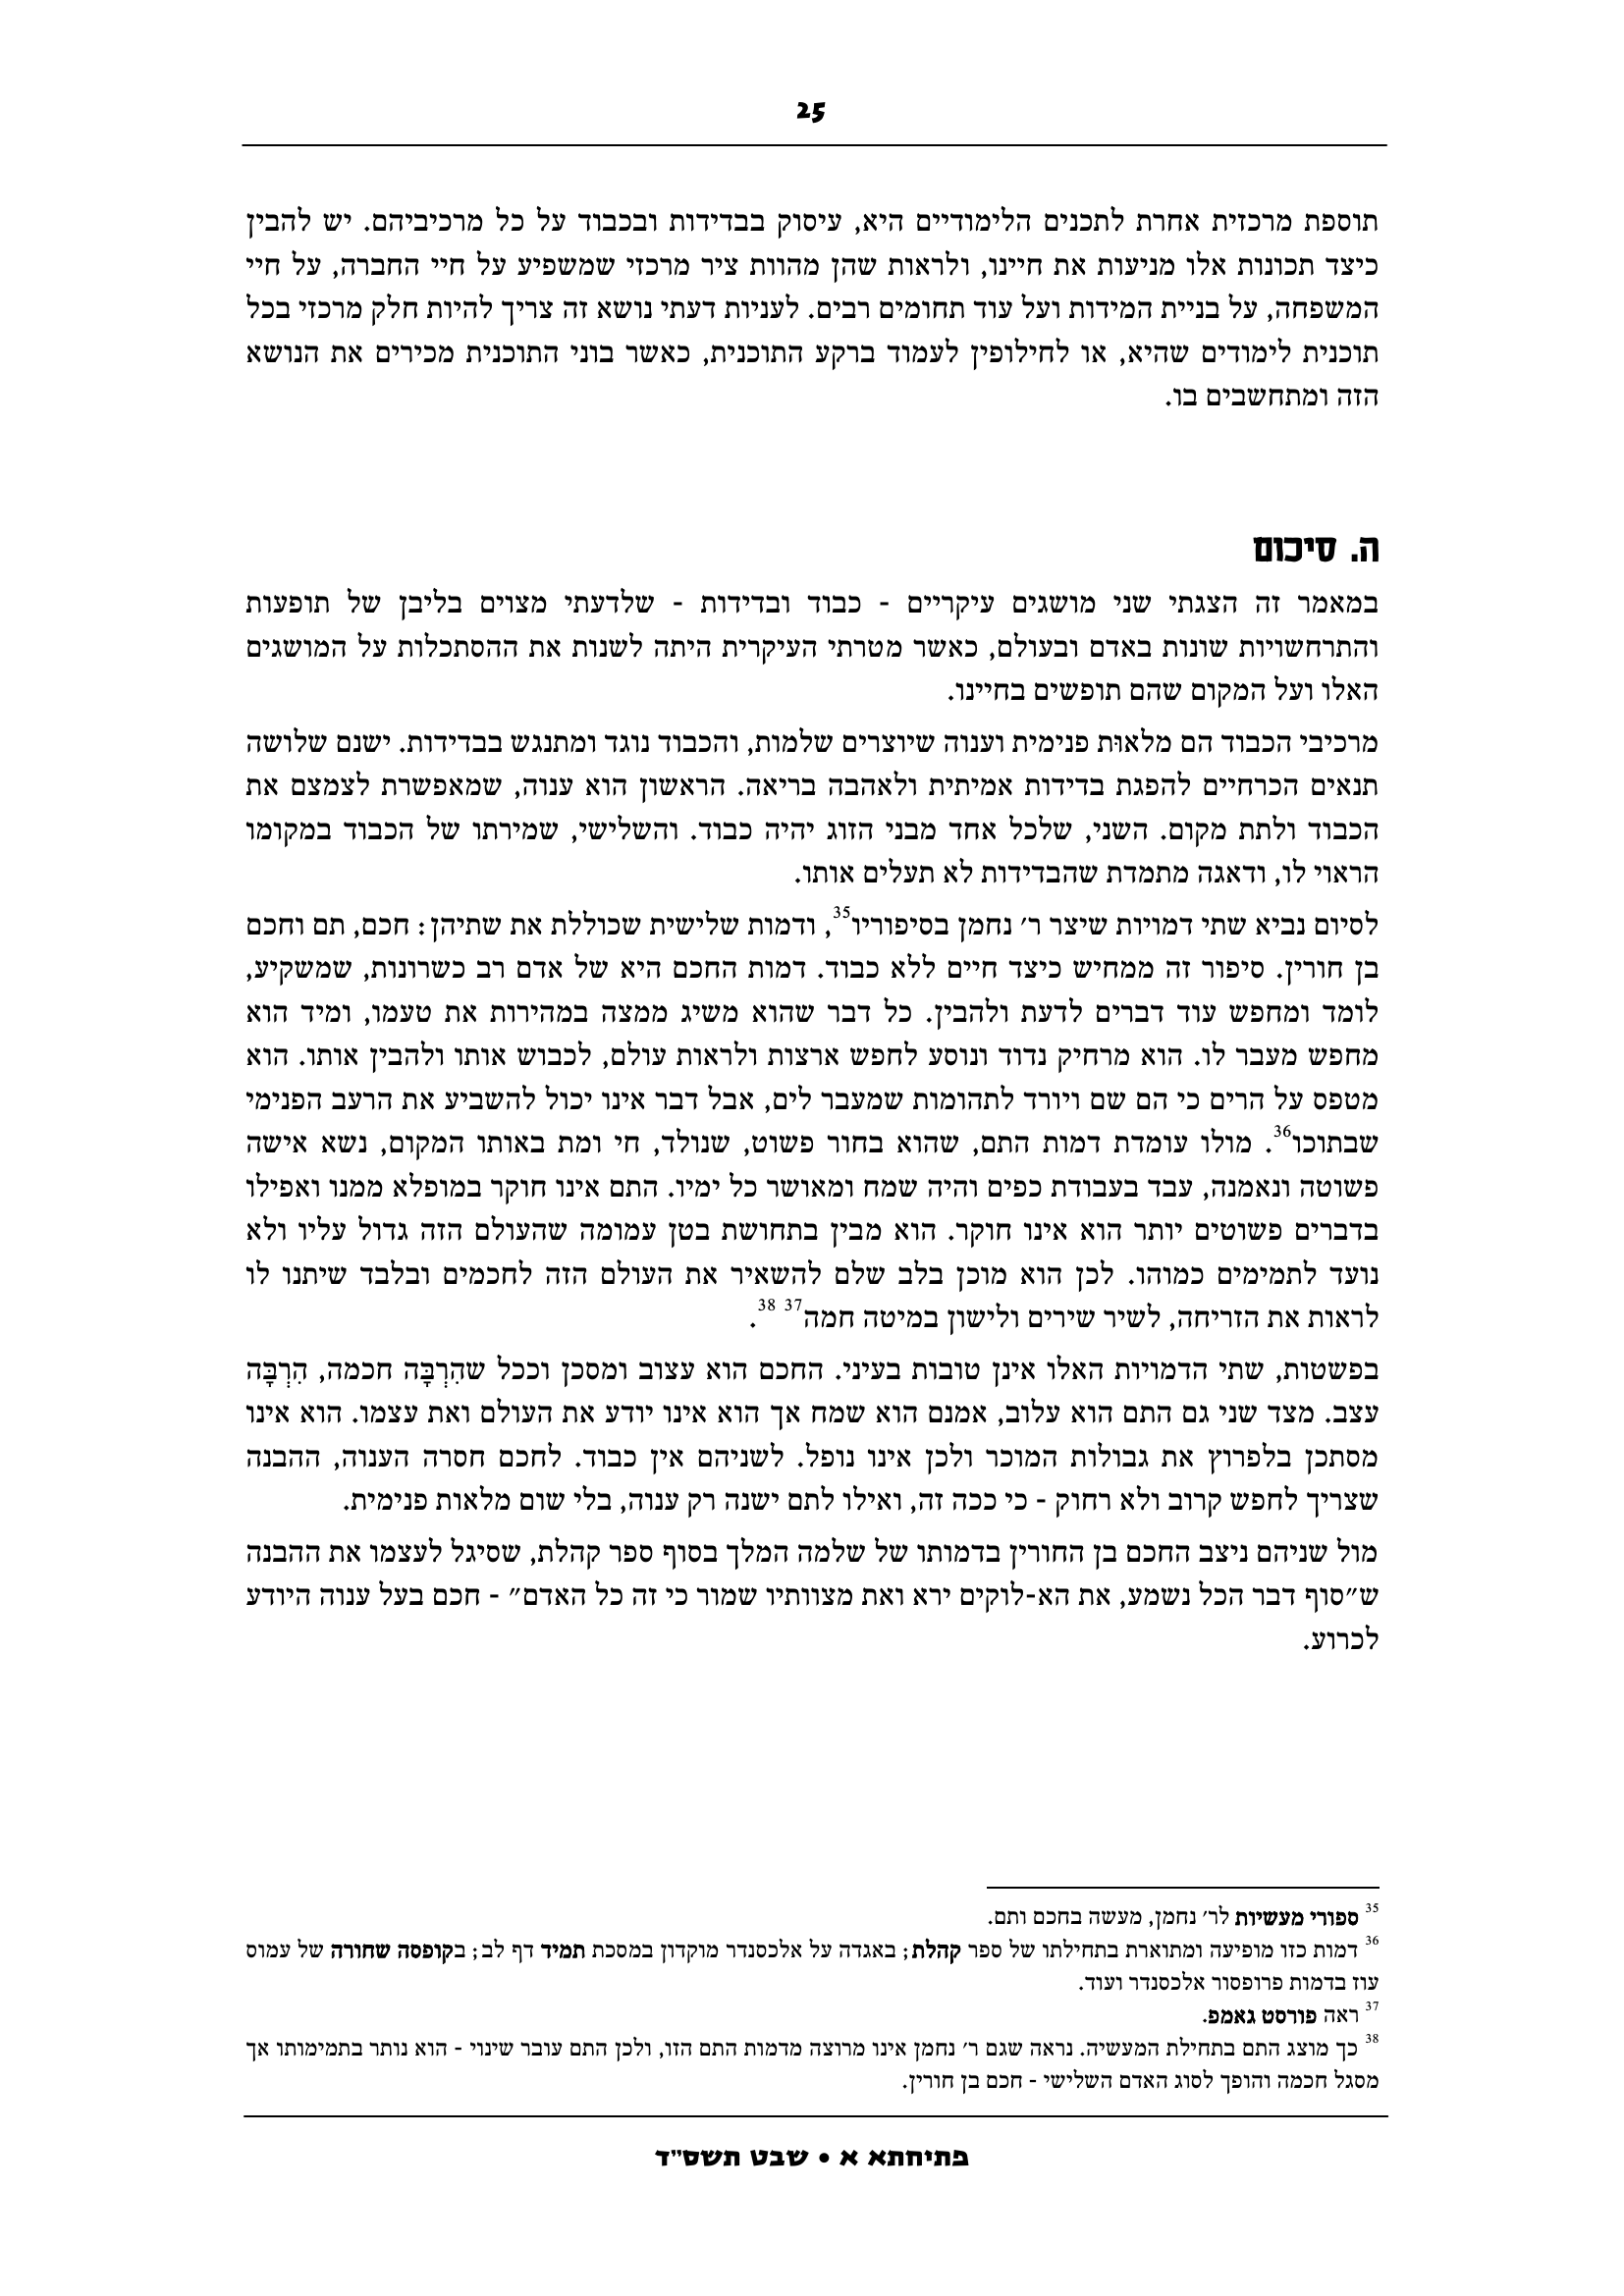 25
תוספת מרכזית אחרת לתכנים הלימודיים היא, עיסוק בבדידות ובכבוד על כל מרכיביהם. יש להבין
כיצד תכונות אלו מניעות את חיינו, ולראות שהן מהוות ציר מרכזי שמשפיע על חיי החברה, על חיי
המשפחה, על בניית המידות ועל עוד תחומים רבים. לעניות דעתי נושא זה צריך להיות חלק מרכזי בכל
תוכנית לימודים שהיא, או לחילופין לעמוד ברקע התוכנית, כאשר בוני התוכנית מכירים את הנושא
הזה ומתחשבים בו.
ה. סיכום
במאמר זה הצגתי שני מושגים עיקריים - כבוד ובדידות - שלדעתי מצוים בליבן של תופעות
והתרחשויות שונות באדם ובעולם, כאשר מטרתי העיקרית היתה לשנות את ההסתכלות על המושגים
האלו ועל המקום שהם תופשים בחיינו.
מרכיבי הכבוד הם מלאוּת פנימית וענוה שיוצרים שלמות, והכבוד נוגד ומתנגש בבדידות. ישנם שלושה
תנאים הכרחיים להפגת בדידות אמיתית ולאהבה בריאה. הראשון הוא ענוה, שמאפשרת לצמצם את
הכבוד ולתת מקום. השני, שלכל אחד מבני הזוג יהיה כבוד. והשלישי, שמירתו של הכבוד במקומו
הראוי לו, ודאגה מתמדת שהבדידות לא תעלים אותו.
לסיום נביא שתי דמויות שיצר ר׳ נחמן בסיפוריו35, ודמות שלישית שכוללת את שתיהן: חכם, תם וחכם
בן חורין. סיפור זה ממחיש כיצד חיים ללא כבוד. דמות החכם היא של אדם רב כשרונות, שמשקיע,
לומד ומחפש עוד דברים לדעת ולהבין. כל דבר שהוא משיג ממצה במהירות את טעמו, ומיד הוא
מחפש מעבר לו. הוא מרחיק נדוד ונוסע לחפש ארצות ולראות עולם, לכבוש אותו ולהבין אותו. הוא
מטפס על הרים כי הם שם ויורד לתהומות שמעבר לים, אבל דבר אינו יכול להשביע את הרעב הפנימי
שבתוכו36. מולו עומדת דמות התם, שהוא בחור פשוט, שנולד, חי ומת באותו המקום, נשא אישה
פשוטה ונאמנה, עבד בעבודת כפים והיה שמח ומאושר כל ימיו. התם אינו חוקר במופלא ממנו ואפילו
בדברים פשוטים יותר הוא אינו חוקר. הוא מבין בתחושת בטן עמומה שהעולם הזה גדול עליו ולא
נועד לתמימים כמוהו. לכן הוא מוכן בלב שלם להשאיר את העולם הזה לחכמים ובלבד שיתנו לו
לראות את הזריחה, לשיר שירים ולישון במיטה חמה37 38.
בפשטות, שתי הדמויות האלו אינן טובות בעיני. החכם הוא עצוב ומסכן וככל שהִרְבָּה חכמה, הִרְבָּה
עצב. מצד שני גם התם הוא עלוב, אמנם הוא שמח אך הוא אינו יודע את העולם ואת עצמו. הוא אינו
מסתכן בלפרוץ את גבולות המוכר ולכן אינו נופל. לשניהם אין כבוד. לחכם חסרה הענוה, ההבנה
שצריך לחפש קרוב ולא רחוק - כי ככה זה, ואילו לתם ישנה רק ענוה, בלי שום מלאות פנימית.
מול שניהם ניצב החכם בן החורין בדמותו של שלמה המלך בסוף ספר קהלת, שסיגל לעצמו את ההבנה
ש״סוף דבר הכל נשמע, את הא-לוקים ירא ואת מצוותיו שמור כי זה כל האדם״ - חכם בעל ענוה היודע
לכרוע.
35 ספורי מעשיות לר׳ נחמן, מעשה בחכם ותם.
36 דמות כזו מופיעה ומתוארת בתחילתו של ספר קהלת; באגדה על אלכסנדר מוקדון במסכת תמיד דף לב; בקופסה שחורה של עמוס
עוז בדמות פרופסור אלכסנדר ועוד.
37 ראה פורסט גאמפ.
38 כך מוצג התם בתחילת המעשיה. נראה שגם ר׳ נחמן אינו מרוצה מדמות התם הזו, ולכן התם עובר שינוי - הוא נותר בתמימותו אך
מסגל חכמה והופך לסוג האדם השלישי - חכם בן חורין.
פתיחתא א • שבט תשס״ד